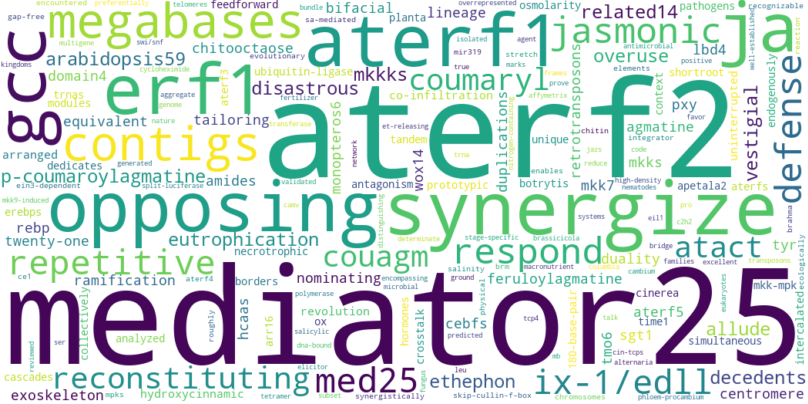 encountered
preferentially
telomeres
overrepresented
feedforward
bifacial
osmolarity
pathogens
recognizable
gap-free
swi/snf
bundle
sa-mediated
planta
lineage
related14
kingdoms
megabases
aterf1
jasmonic
ja
gcc
multigene
evolutionary
isolated
agent
antimicrobial
reaction
chitooctaose
mir319
stretch
elements
well-established
arabidopsis59
cycloheximide
lbd4
overuse
positive
domain4
aterf3
ubiquitin-ligase
mkkks
true
marks
prove
shortroot
trnas
aggregate
genome
erf1
disastrous
coumaryl
context
endogenously
modules
co-infiltration
affymetrix
frames
integrator
code
favor
transferase
et-releasing
pxy
equivalent
tailoring
tandem
trna
enables
agmatine
jazs
reduce
defense
contigs
aterf2
duplications
retrotransposons
uninterrupted
vestigial
arranged
nature
generated
wox14
unique
mkks
chitin
nematodes
dedicates
network
monopteros6
p-coumaroylagmatine
amides
validated
antagonism
prototypic
botrytis
mkk7
high-density
ein3-dependent
split-luciferase
aterfs
apetala2
erebps
mkk9-induced
camv
opposing
synergize
brahma
rebp
twenty-one
eutrophication
distinguishing
determinate
stage-specific
brassicicola
pro
c2h2
systems
eil1
repetitive
necrotrophic
couagm
respond
atact
tyr
ce1
ramification
aterf4
borders
nominating
feruloylagmatine
duality
bridge
families
excellent
transposons
columbia
cambium
encompassing
microbial
salinity
brm
macronutrient
mediator25
hcaas
collectively
revolution
crosstalk
hormones
cinerea
mkk-mpk
ground
physical
aterf5
allude
intercalated
ecologically
analyzed
arr16
ox
cebfs
180-base-pair
time1
simultaneous
roughly
polymerase
salicylic
tcp4
talk
eukaryotes
reviewed
ser
dna-bound
predicted
tmo6
sgt1
cin-tcps
mb
alternaria
cascades
reconstituting
med25
ethephon
ix-1/edll
decedents
elicitor
fungus
leu
skip-cullin-f-box
chromosomes
exoskeleton
mpks
hydroxycinnamic
tetramer
subset
synergistically
fertilizer
phloem-procambium
centromere